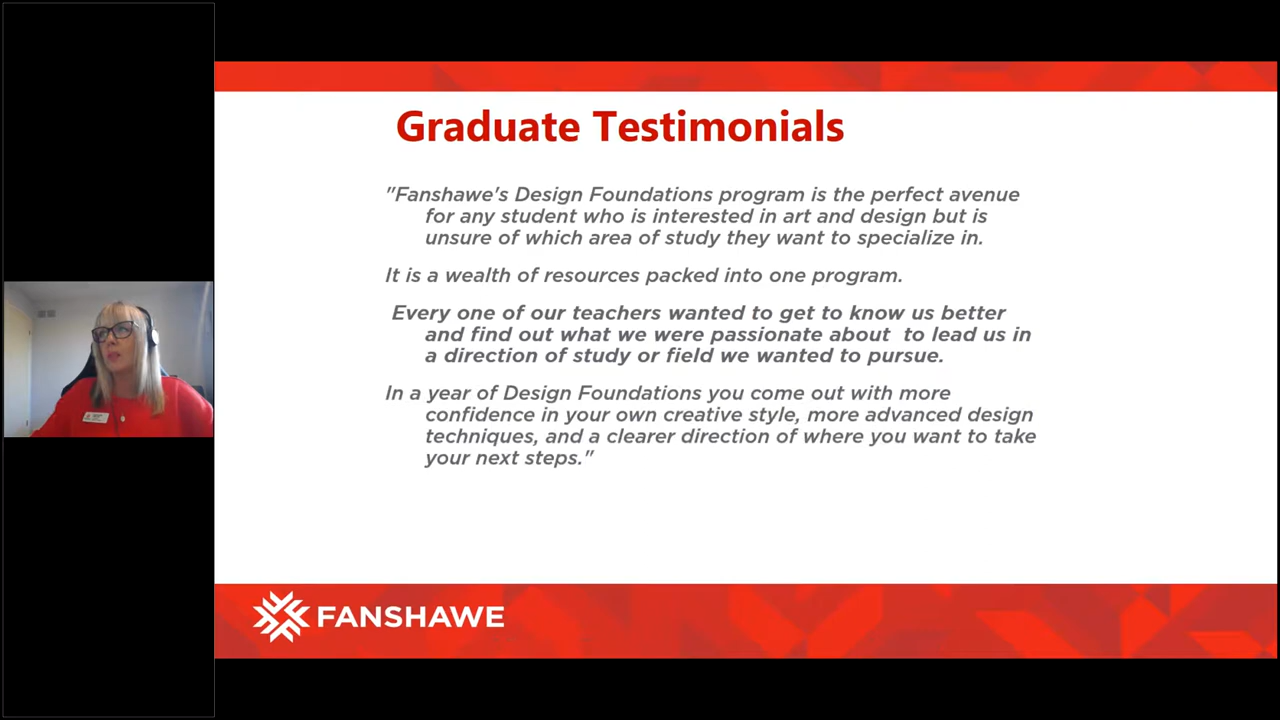 Graduate Testimonials
"Fanshawe's Design Foundations program is the perfect avenue
for any student who is interested in art and design but is
unsure of which area of study they want to specialize in.
It is a wealth of resources packed into one program.
Every one of our teachers wanted to get to know us better
and find out what we were passionate about to lead us in
a direction of study or field we wanted to pursue.
In a year of Design Foundations you come out with more
confidence in your own creative style, more advanced design
techniques, and a clearer direction of where you want to take
your next steps."
FANSHAWE